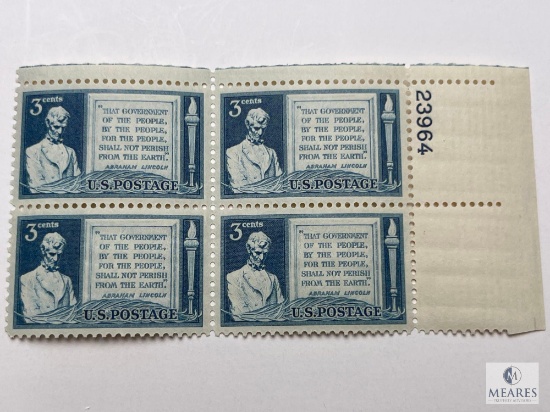 3 cents
"THAT GOVERNMENT
OF THE PEOPLE,
BY THE PEOPLE,
FOR THE PEOPLE,
SHALL NOT PERISH
FROM THE EARTH."
ABRAHAM LINCOLN
U.S. POSTAGE
3 cents
"THAT GOVERNMENT
OF THE PEOPLE,
BY THE PEOPLE,
FOR THE PEOPLE,
SHALL NOT PERISH
FROM THE EARTH."
ABRAHAM LINCOLN
U.S. POSTAGE
23964
3 cents
"THAT GOVERNMENT
OF THE PEOPLE,
BY THE PEOPLE,
FOR THE PEOPLE,
SHALL NOT PERISH
FROM THE EARTH."
ABRAHAM LINCOLN
U.S. POSTAGE
3 cents
"THAT GOVERNMENT
OF THE PEOPLE,
BY THE PEOPLE,
FOR THE PEOPLE,
SHALL NOT PERISH
FROM THE EARTH."
ABRAHAM LINCOLN
U.S. POSTAGE
MEARES